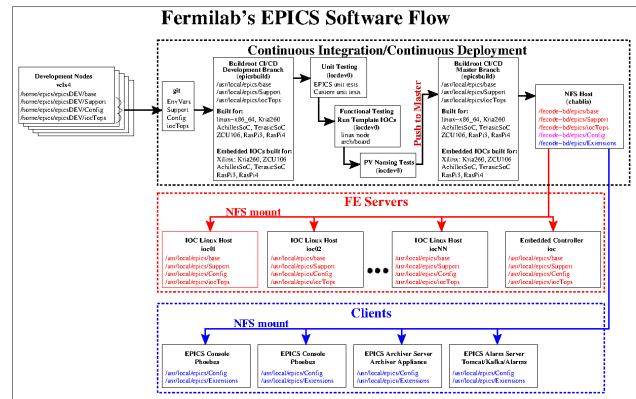 Fermilab's EPICS Software Flow
Continuous Integration/Continuous Deployment
Development Nodes
vclx4
/home/epicsDEV/base
/home/epicsDEV/Support
/home/epicsDEV/Config
/home/epicsDEV/iocTops
git
EnvVars
Support
Config
iocTops
Buildroot CI/CD
Development Branch
(epicsbuild)
/usr/local/epics/base
/usr/local/epics/Support
/usr/local/epics/iocTops
Built for:
linux-x86_64, Kria260
AchillesSoC, TerasicSoC
ZCU106, RasPi3, RasPi4
Embedded IOCs built for:
Xilinx: Kria260, ZCU106
AchillesSoC, TerasicSoC
RasPi3, RasPi4
Unit Testing
(iocdev0)
EPICS unit tests
Custom unit tests
Functional Testing
Run Template IOCs
(iocdev0)
linux node
arch/board
PV Naming Tests
(iocdev0)
Push to Master
Buildroot CI/CD
Master Branch
(epicsbuild)
/usr/local/epics/base
/usr/local/epics/Support
/usr/local/epics/iocTops
Built for:
linux-x86_64, Kria260
AchillesSoC, TerasicSoC
ZCU106, RasPi3, RasPi4
Embedded IOCs built for:
Xilinx: Kria260, ZCU106
AchillesSoC, TerasicSoC
RasPi3, RasPi4
NFS Host
(chablis)
/fecode-bd/epics/base
/fecode-bd/epics/Support
/fecode-bd/epics/iocTops
/fecode-bd/epics/Config
/fecode-bd/epics/Extensions
FE Servers
NFS mount
IOC Linux Host
ioc01
/usr/local/epics/base
/usr/local/epics/Support
/usr/local/epics/Config
/usr/local/epics/iocTops
IOC Linux Host
ioc02
/usr/local/epics/base
/usr/local/epics/Support
/usr/local/epics/Config
/usr/local/epics/iocTops
IOC Linux Host
iocNN
/usr/local/epics/base
/usr/local/epics/Support
/usr/local/epics/Config
/usr/local/epics/iocTops
Embedded Controller
ioc
/usr/local/epics/base
/usr/local/epics/Support
/usr/local/epics/Config
/usr/local/epics/iocTops
Clients
NFS mount
EPICS Console
Phoebus
/usr/local/epics/Config
/usr/local/epics/Extensions
EPICS Console
Phoebus
/usr/local/epics/Config
/usr/local/epics/Extensions
EPICS Archiver Server
Archiver Appliance
/usr/local/epics/Config
/usr/local/epics/Extensions
EPICS Alarm Server
Tomcat/Kafka/Alarms
/usr/local/epics/Config
/usr/local/epics/Extensions